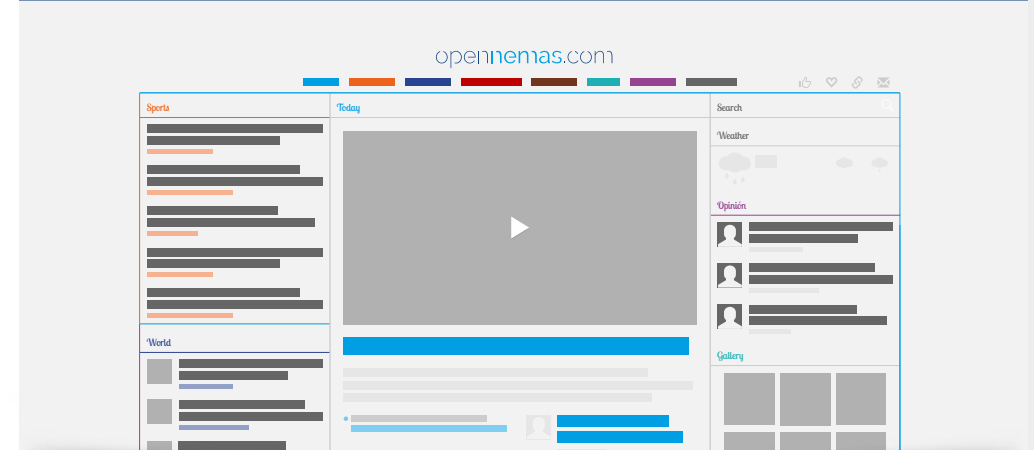 opennemas.com
Sports
Today
Search
Weather
Opinión
World
Gallery